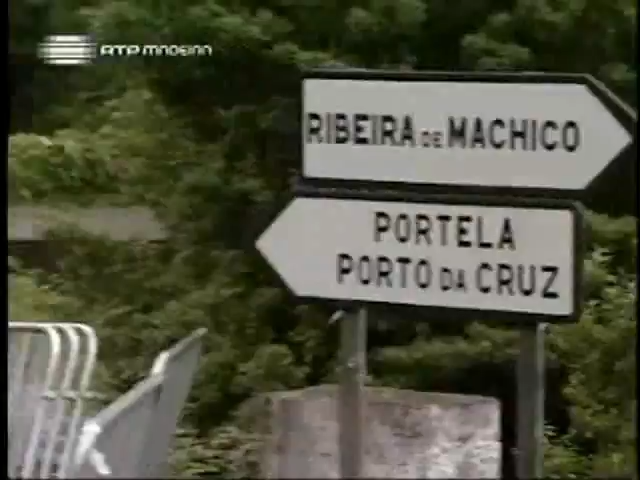 RTP MADEIRA
RIBEIRA DE MACHICO
PORTELA
PORTO DA CRUZ